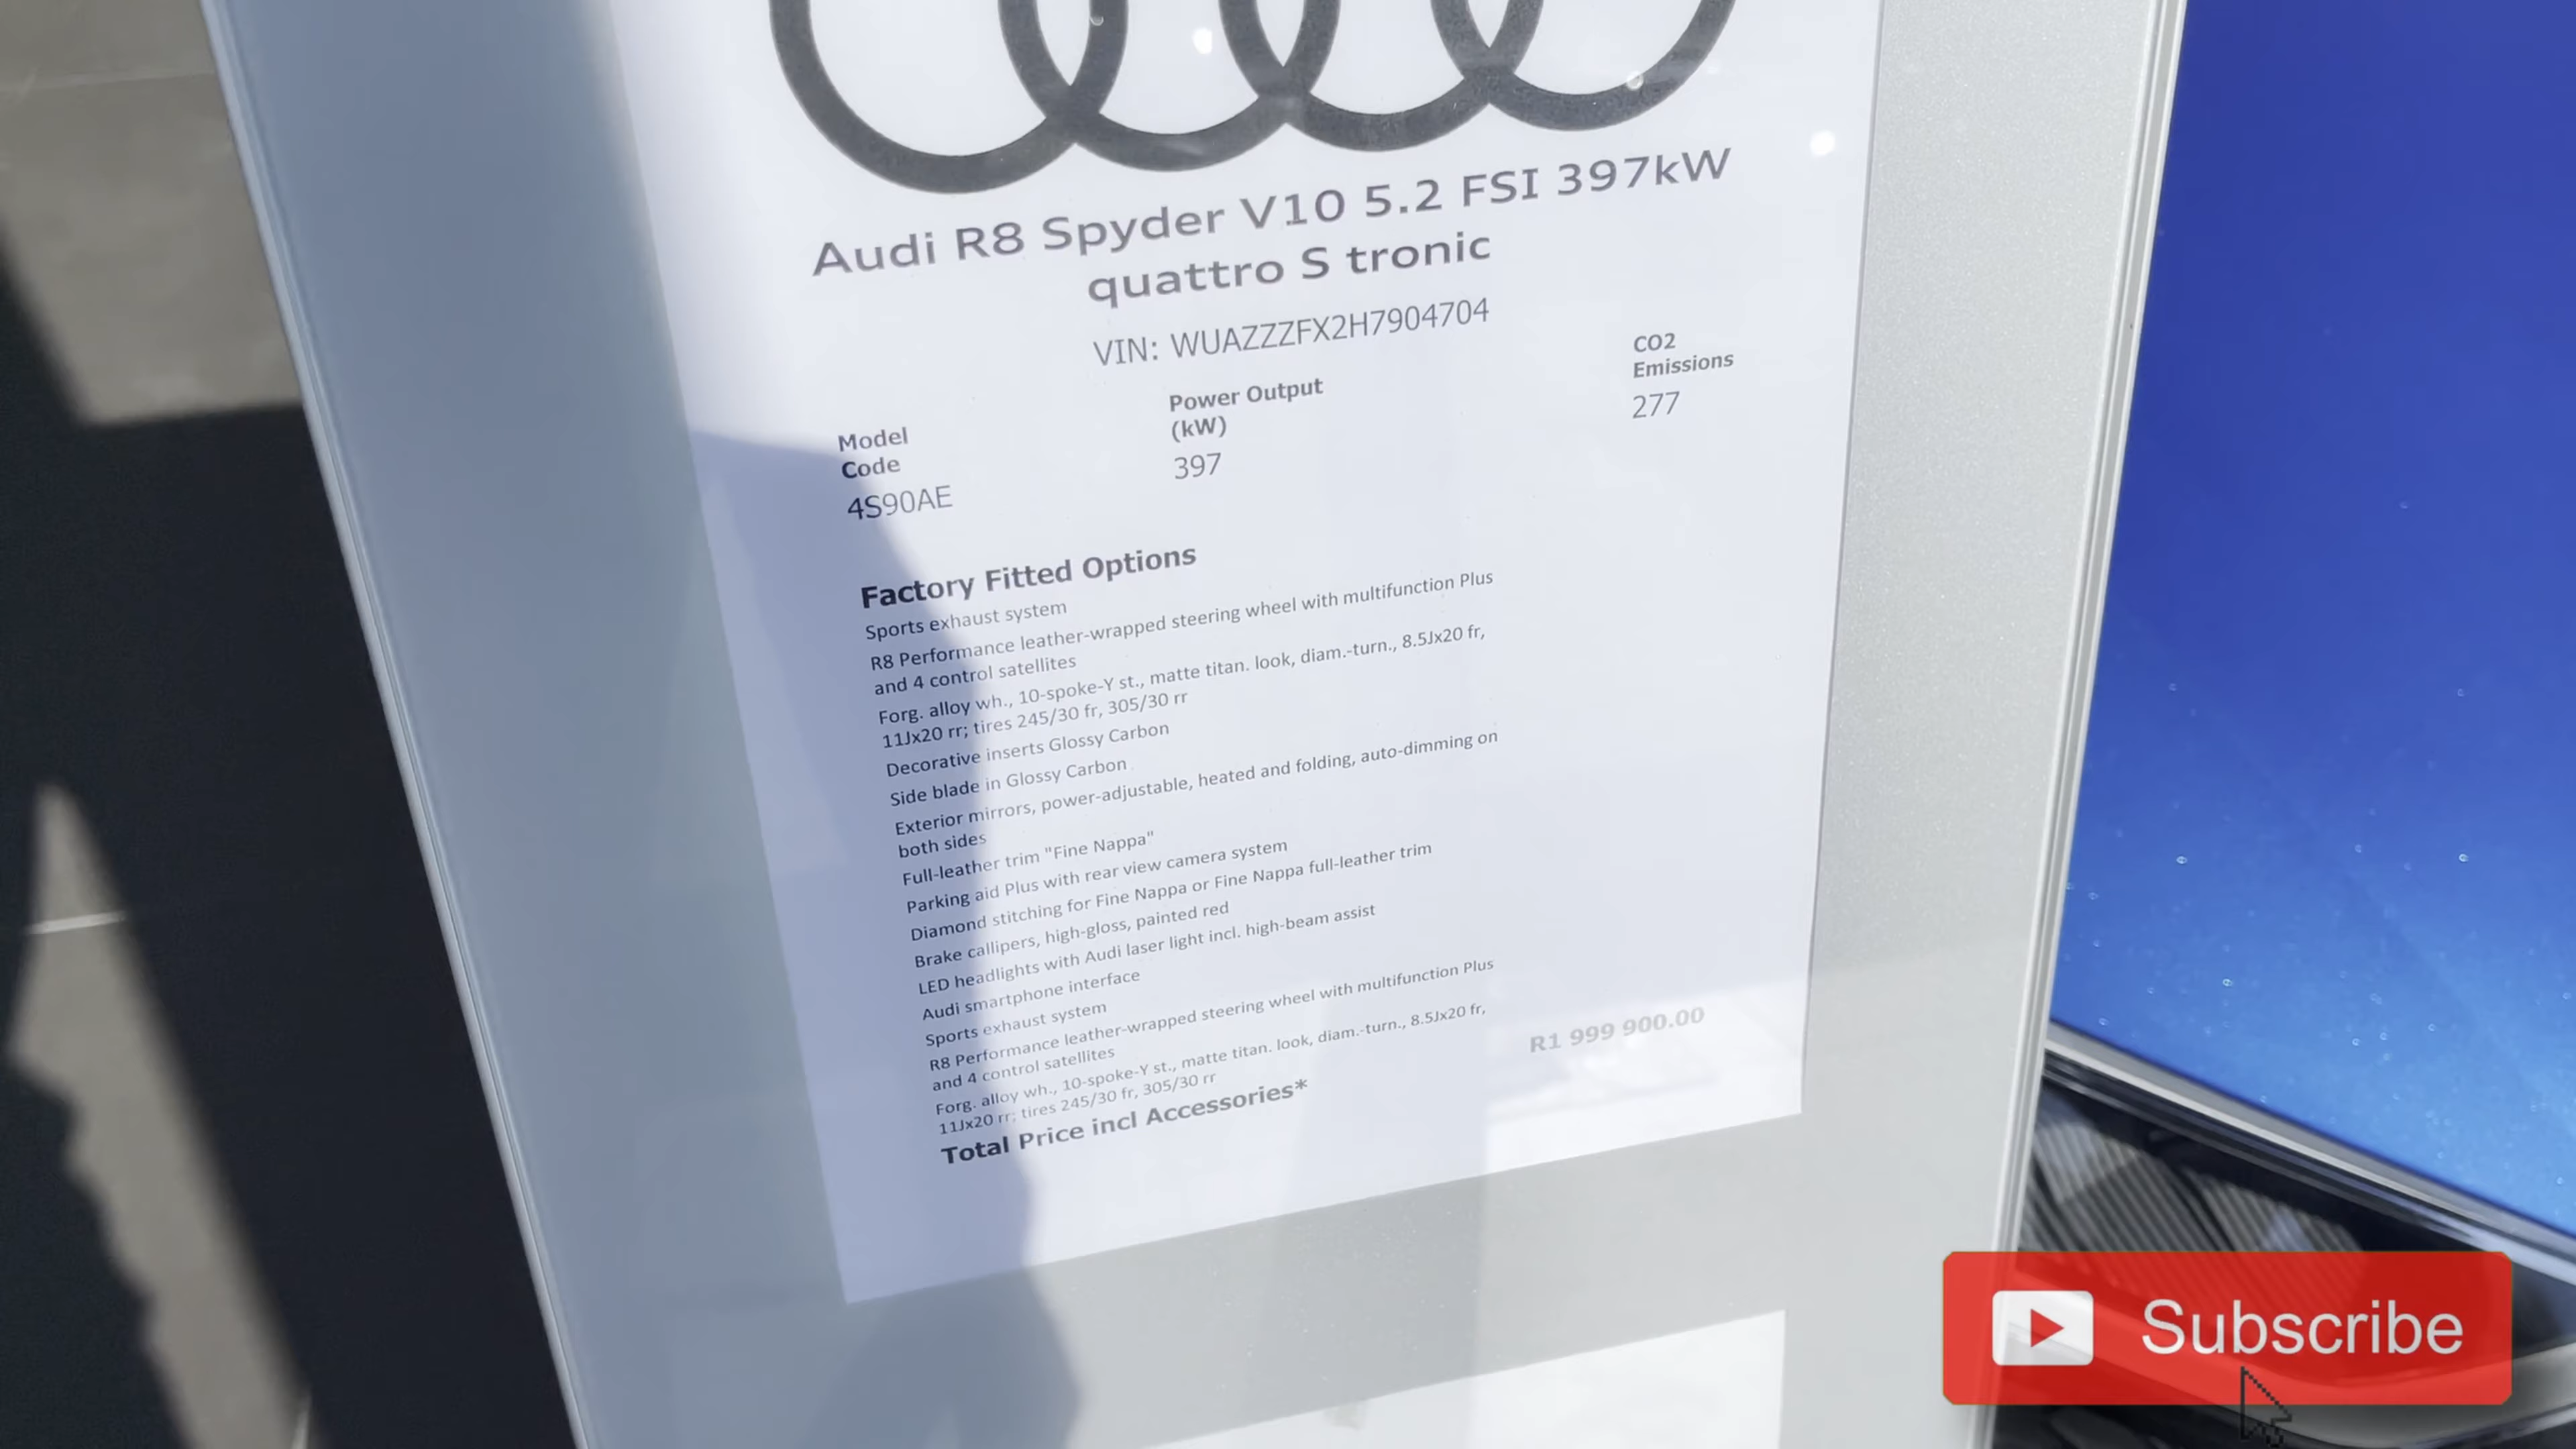 Audi R8 Spyder V10 5.2 FSI 397kW
quattro S tronic
VIN: WUAZZZFX2H7904704
Model
Code
4S90AE
Power Output
(kW)
397
CO2
Emissions
277
Factory Fitted Options
Sports exhaust system
R8 Performance leather-wrapped steering wheel with multifunction Plus
and 4 control satellites
Forg. alloy wh., 10-spoke-Y st., matte titan. look, diam.-turn., 8.5Jx20 fr,
11Jx20 rr; tires 245/30 fr, 305/30 rr
Decorative inserts Glossy Carbon
Side blade in Glossy Carbon
Exterior mirrors, power-adjustable, heated and folding, auto-dimming on
both sides
Full-leather trim "Fine Nappa"
Parking aid Plus with rear view camera system
Diamond stitching for Fine Nappa or Fine Nappa full-leather trim
Brake callipers, high-gloss, painted red
LED headlights with Audi laser light incl. high-beam assist
Audi smartphone interface
Sports exhaust system
R8 Performance leather-wrapped steering wheel with multifunction Plus
and 4 control satellites
Forg. alloy wh., 10-spoke-Y st., matte titan. look, diam.-turn., 8.5Jx20 fr,
11Jx20 rr; tires 245/30 fr, 305/30 rr
Total Price incl Accessories*
R1 999 900.00
Subscribe